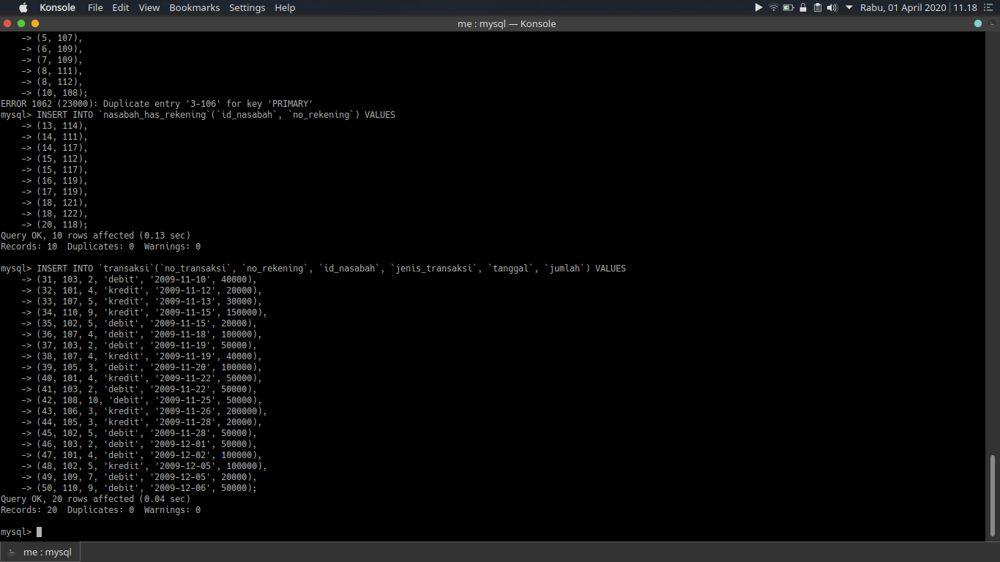 Konsole File Edit View Bookmarks Settings Help Rabu, 01 April 2020 11.18
me : mysql — Konsole
-> (5, 107),
-> (6, 109),
-> (7, 109),
-> (8, 111),
-> (8, 112),
-> (10, 108);
ERROR 1062 (23000): Duplicate entry '3-106' for key 'PRIMARY'
mysql> INSERT INTO `nasabah_has_rekening`(`id_nasabah`, `no_rekening`) VALUES
-> (13, 114),
-> (14, 111),
-> (14, 117),
-> (15, 112),
-> (15, 117),
-> (16, 119),
-> (17, 119),
-> (18, 121),
-> (18, 122),
-> (20, 118);
Query OK, 10 rows affected (0.13 sec)
Records: 10  Duplicates: 0  Warnings: 0
mysql> INSERT INTO `transaksi`(`no_transaksi`, `no_rekening`, `id_nasabah`, `jenis_transaksi`, `tanggal`, `jumlah`) VALUES
-> (31, 103, 2, 'debit', '2009-11-10', 40000),
-> (32, 101, 4, 'kredit', '2009-11-12', 20000),
-> (33, 107, 5, 'kredit', '2009-11-13', 30000),
-> (34, 110, 9, 'kredit', '2009-11-15', 150000),
-> (35, 102, 5, 'debit', '2009-11-15', 20000),
-> (36, 107, 4, 'debit', '2009-11-18', 100000),
-> (37, 103, 2, 'debit', '2009-11-19', 50000),
-> (38, 107, 4, 'kredit', '2009-11-19', 40000),
-> (39, 105, 3, 'debit', '2009-11-20', 100000),
-> (40, 101, 4, 'kredit', '2009-11-22', 50000),
-> (41, 103, 2, 'debit', '2009-11-22', 50000),
-> (42, 108, 10, 'debit', '2009-11-25', 50000),
-> (43, 106, 3, 'kredit', '2009-11-26', 200000),
-> (44, 105, 3, 'kredit', '2009-11-28', 20000),
-> (45, 102, 5, 'debit', '2009-11-28', 50000),
-> (46, 103, 2, 'debit', '2009-12-01', 50000),
-> (47, 101, 4, 'debit', '2009-12-02', 100000),
-> (48, 102, 5, 'kredit', '2009-12-05', 100000),
-> (49, 109, 7, 'debit', '2009-12-05', 20000),
-> (50, 110, 9, 'debit', '2009-12-06', 50000);
Query OK, 20 rows affected (0.04 sec)
Records: 20  Duplicates: 0  Warnings: 0
mysql>
me : mysql